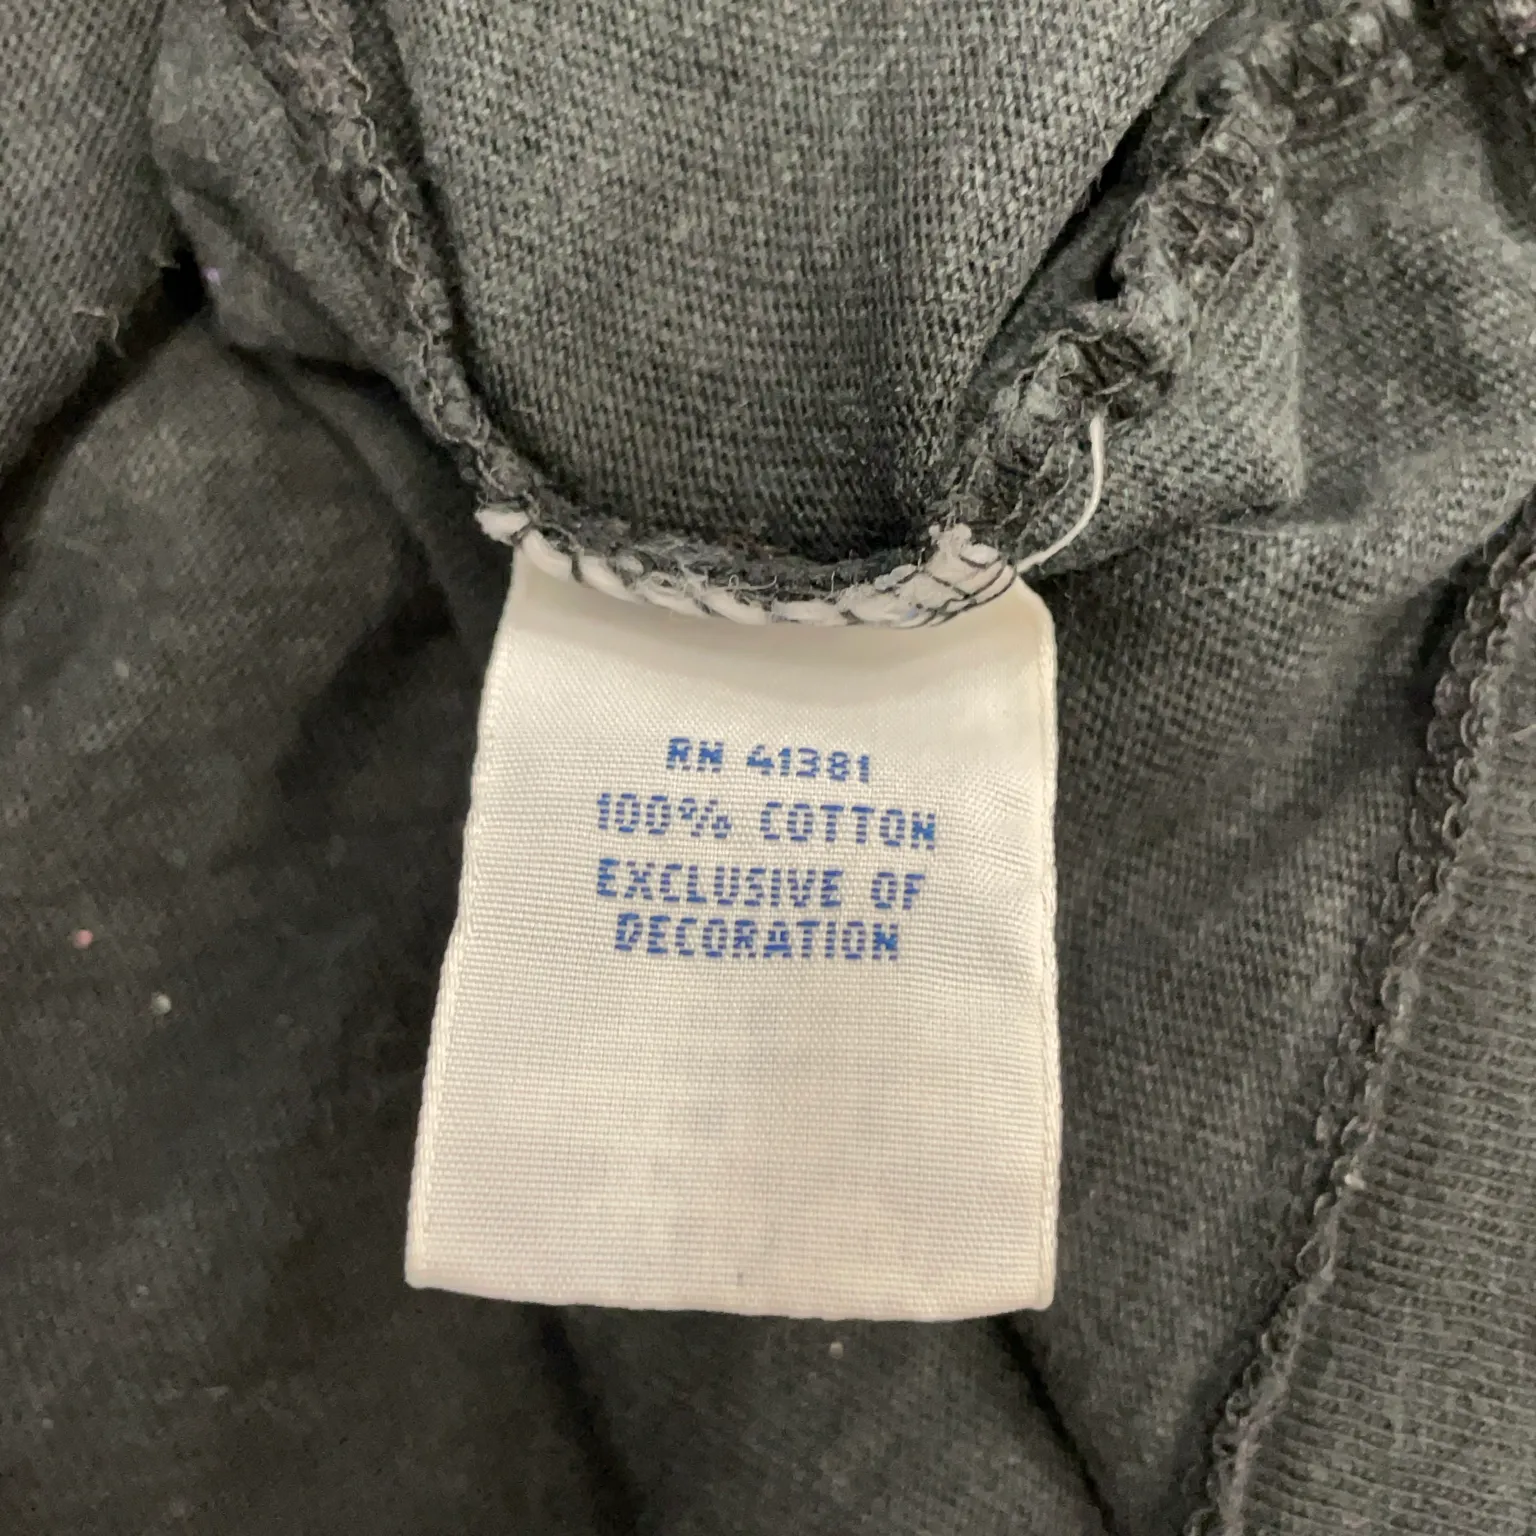 RN 41381
100% COTTON
EXCLUSIVE OF
DECORATION